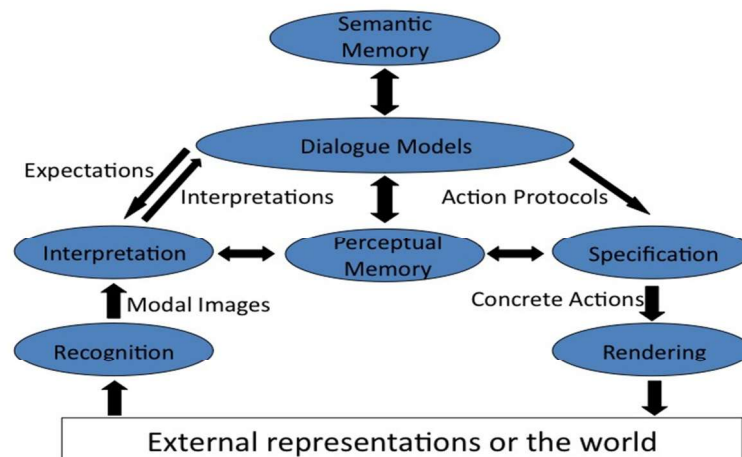 Semantic
Memory
Dialogue Models
Expectations
Interpretations
Action Protocols
Interpretation
Perceptual
Memory
Specification
Modal Images
Concrete Actions
Recognition
Rendering
External representations or the world